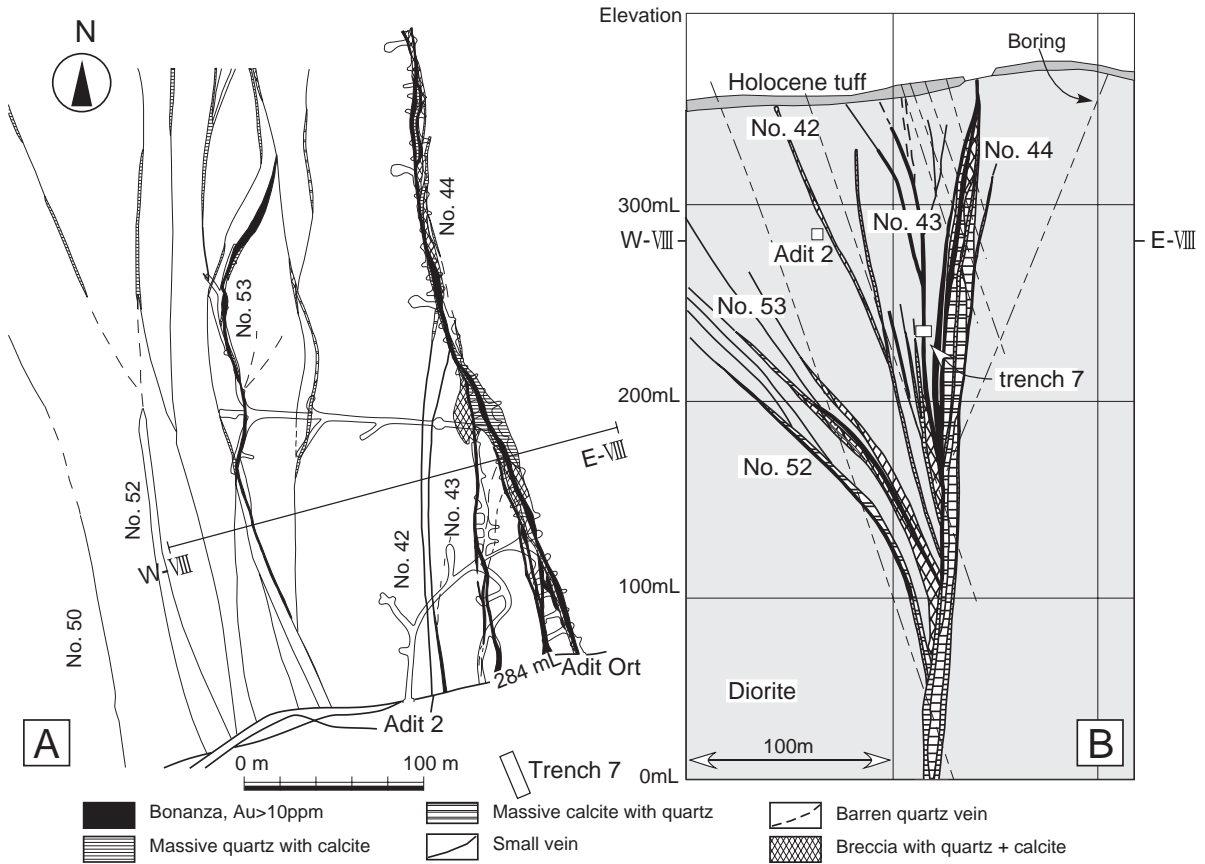 N
No. 44
No. 53
No. 52
No. 43
No. 42
No. 50
W-Ⅷ
E-Ⅷ
284 mL
Adit Ort
Adit 2
A
0 m
100 m
Trench 7
Elevation
Boring
Holocene tuff
No. 42
No. 44
300mL
No. 43
W-Ⅷ
E-Ⅷ
Adit 2
No. 53
trench 7
200mL
No. 52
100mL
Diorite
B
100m
0mL
Bonanza, Au>10ppm
Massive calcite with quartz
Barren quartz vein
Massive quartz with calcite
Small vein
Breccia with quartz + calcite